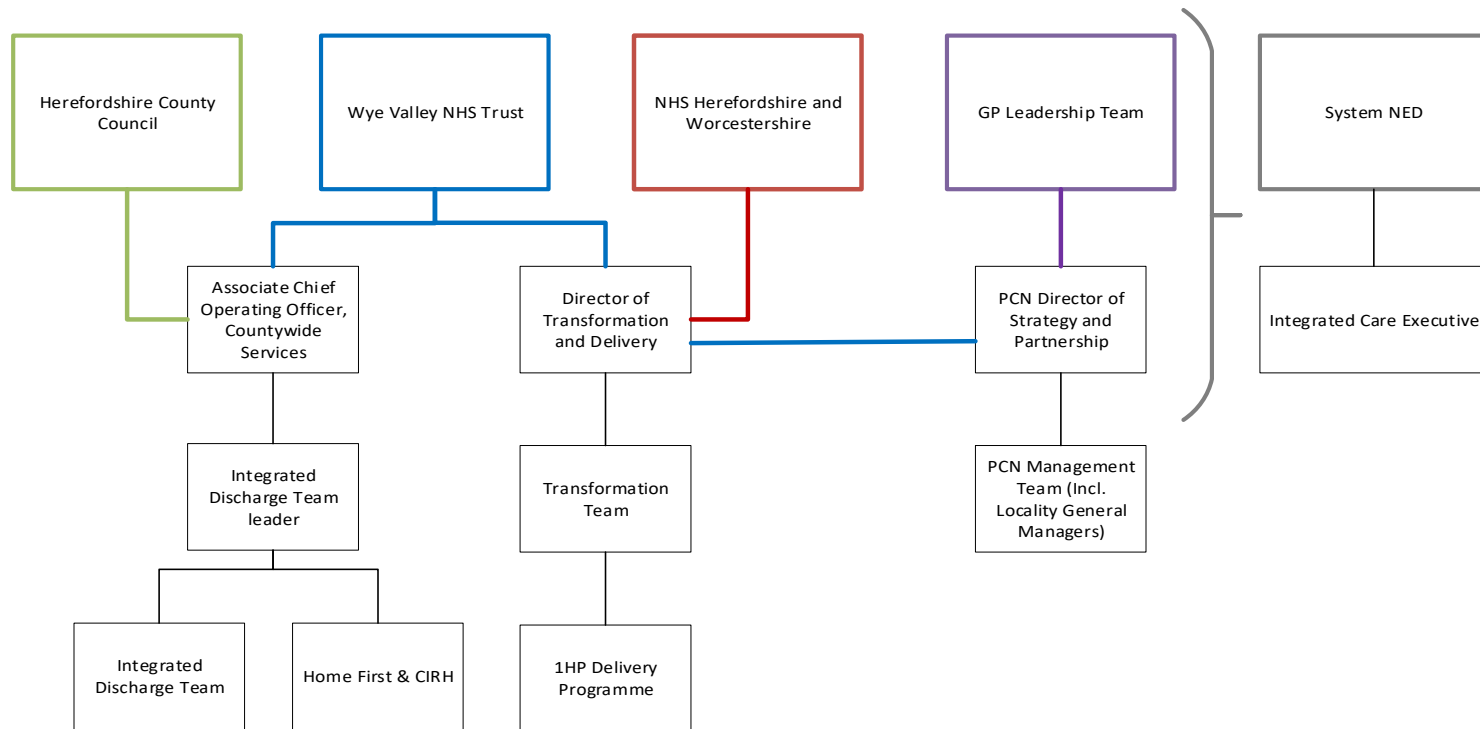 Herefordshire County
Council
Wye Valley NHS Trust
NHS Herefordshire and
Worcestershire
GP Leadership Team
System NED
Associate Chief
Operating Officer,
Countywide
Services
Director of
Transformation
and Delivery
PCN Director of
Strategy and
Partnership
Integrated Care Executive
Integrated
Discharge Team
leader
Transformation
Team
PCN Management
Team (Incl.
Locality General
Managers)
Integrated
Discharge Team
Home First & CIRH
1HP Delivery
Programme